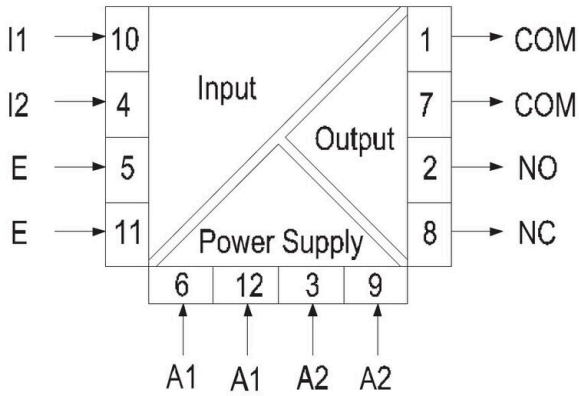 I1 10 1 COM
Input
I2 4 7 COM
Output
E 5 2 NO
E 11 8 NC
Power Supply
6 12 3 9
A1 A1 A2 A2